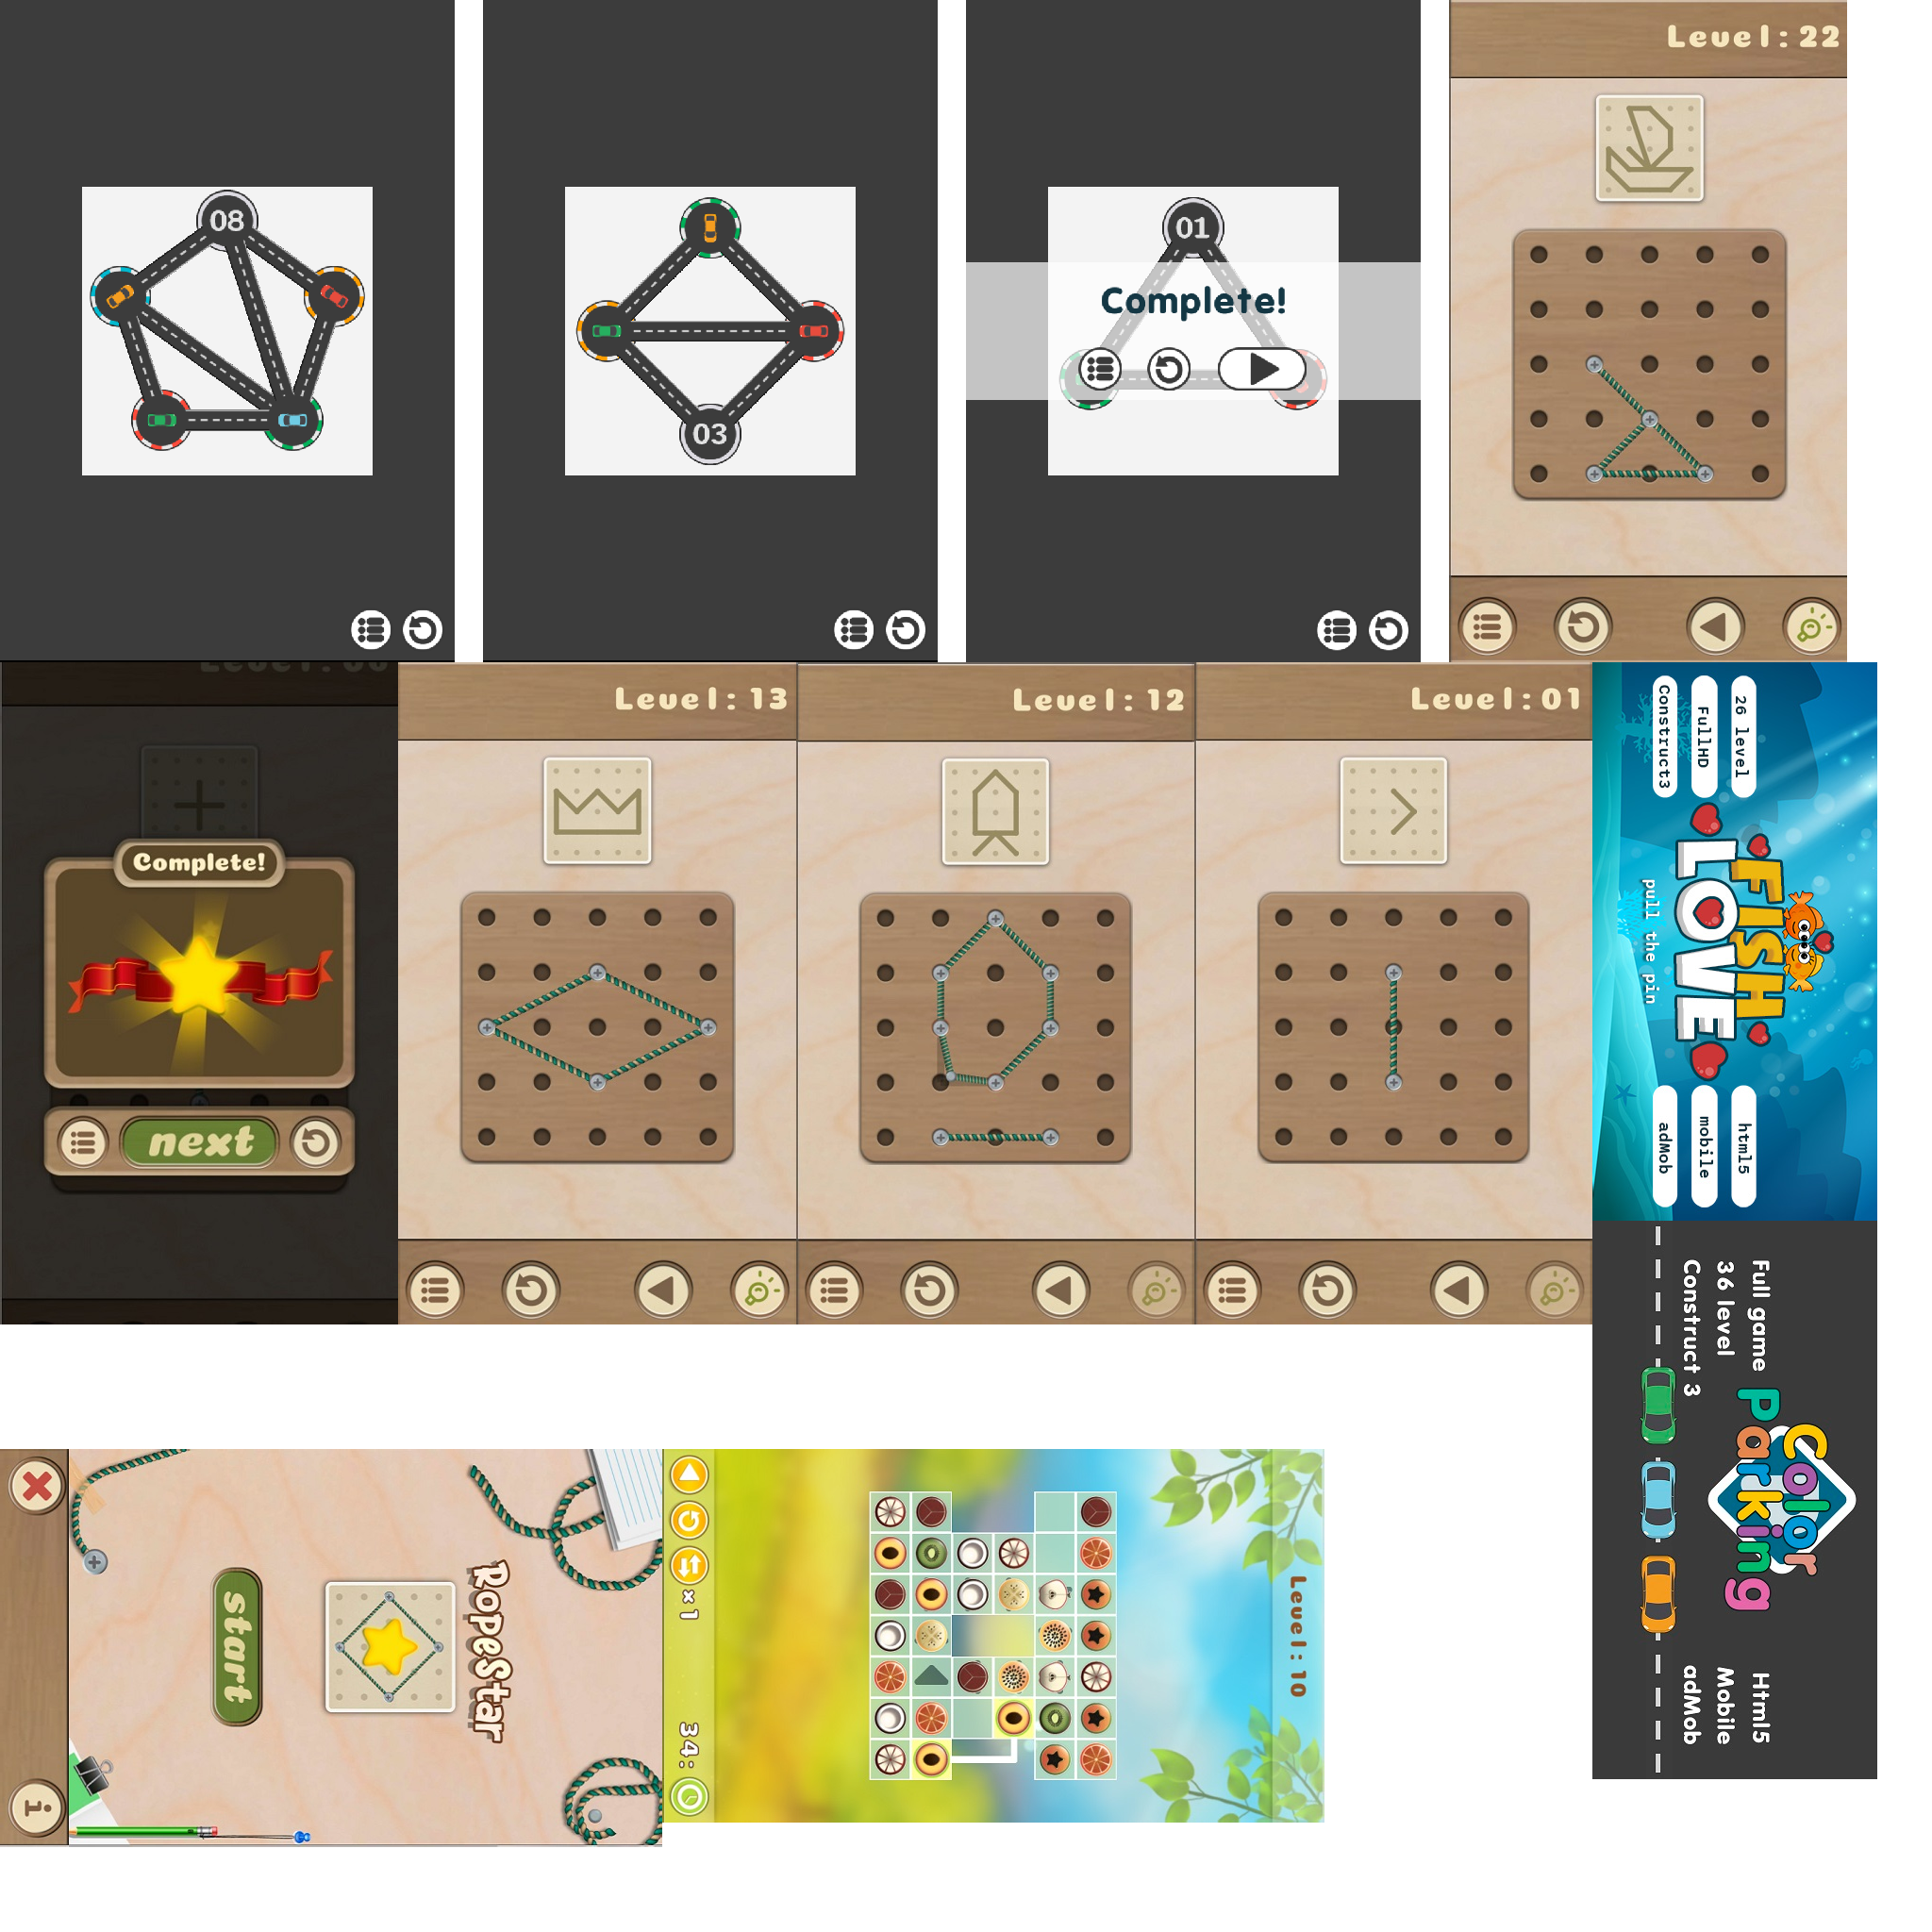 08
03
01
Complete!
Level: 22
Complete!
next
Level: 13
Level: 12
Level: 01
26 level
FullHD
Construct3
FISH
LOVE
pull the pin
html5
mobile
adMob
Full game
36 level
Construct 3
Color
Parking
Html5
Mobile
adMob
RopeStar
start
i
Level: 10
×1
34: